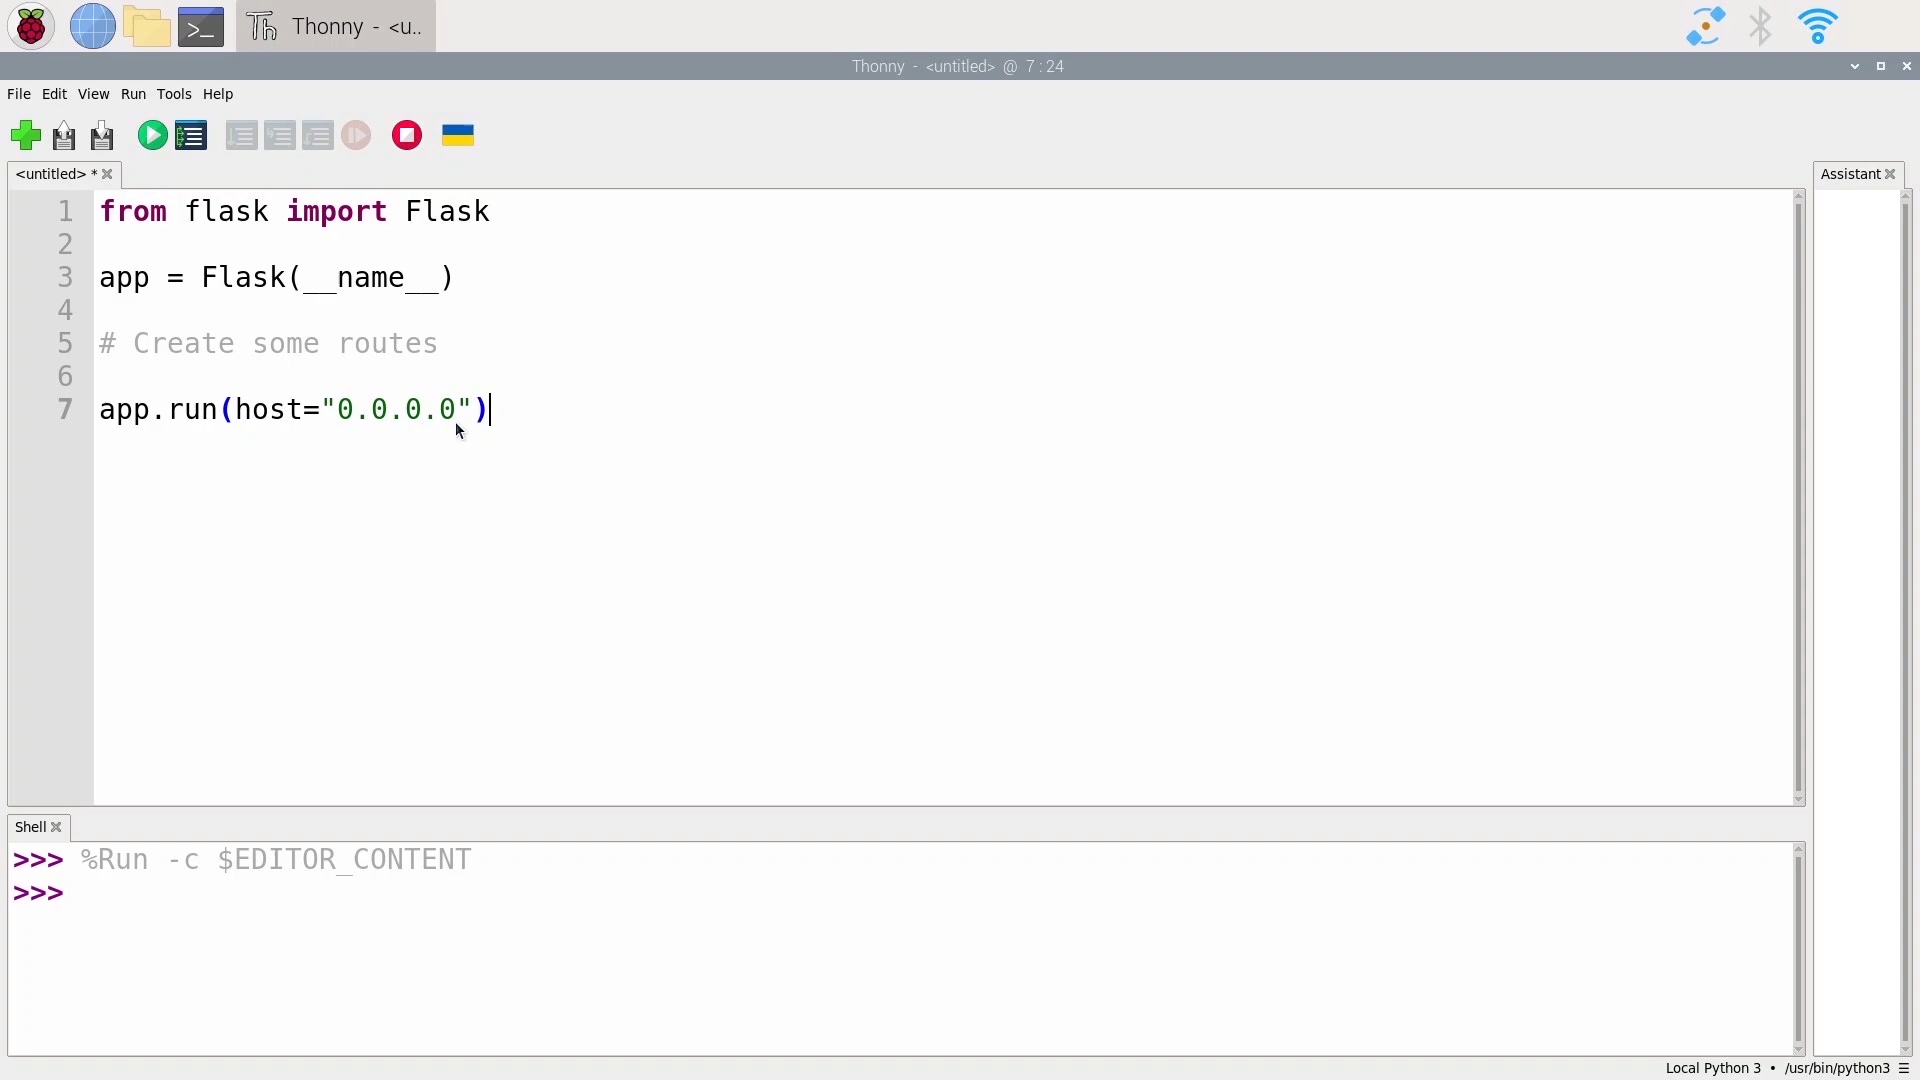 Thonny - <u..
Thonny - <untitled> @ 7:24
File Edit View Run Tools Help
<untitled> *
Assistant
1 from flask import Flask
2
3 app = Flask(__name__)
4
5 # Create some routes
6
7 app.run(host="0.0.0.0")
Shell
>>> %Run -c $EDITOR_CONTENT
>>>
Local Python 3 • /usr/bin/python3 ☰